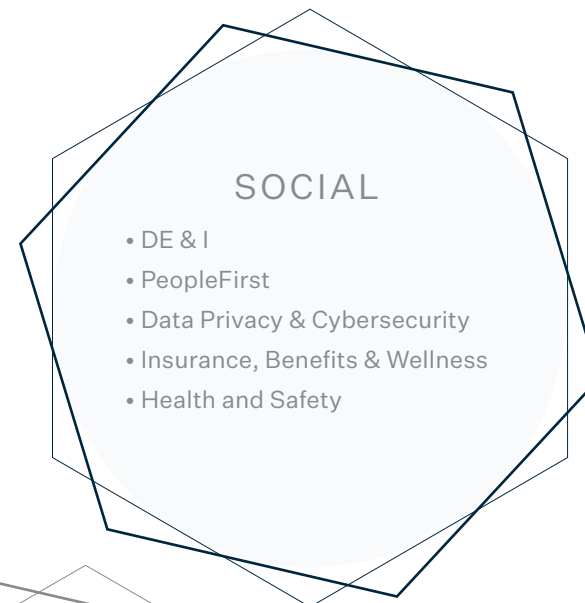 SOCIAL
• DE & I
• PeopleFirst
• Data Privacy & Cybersecurity
• Insurance, Benefits & Wellness
• Health and Safety